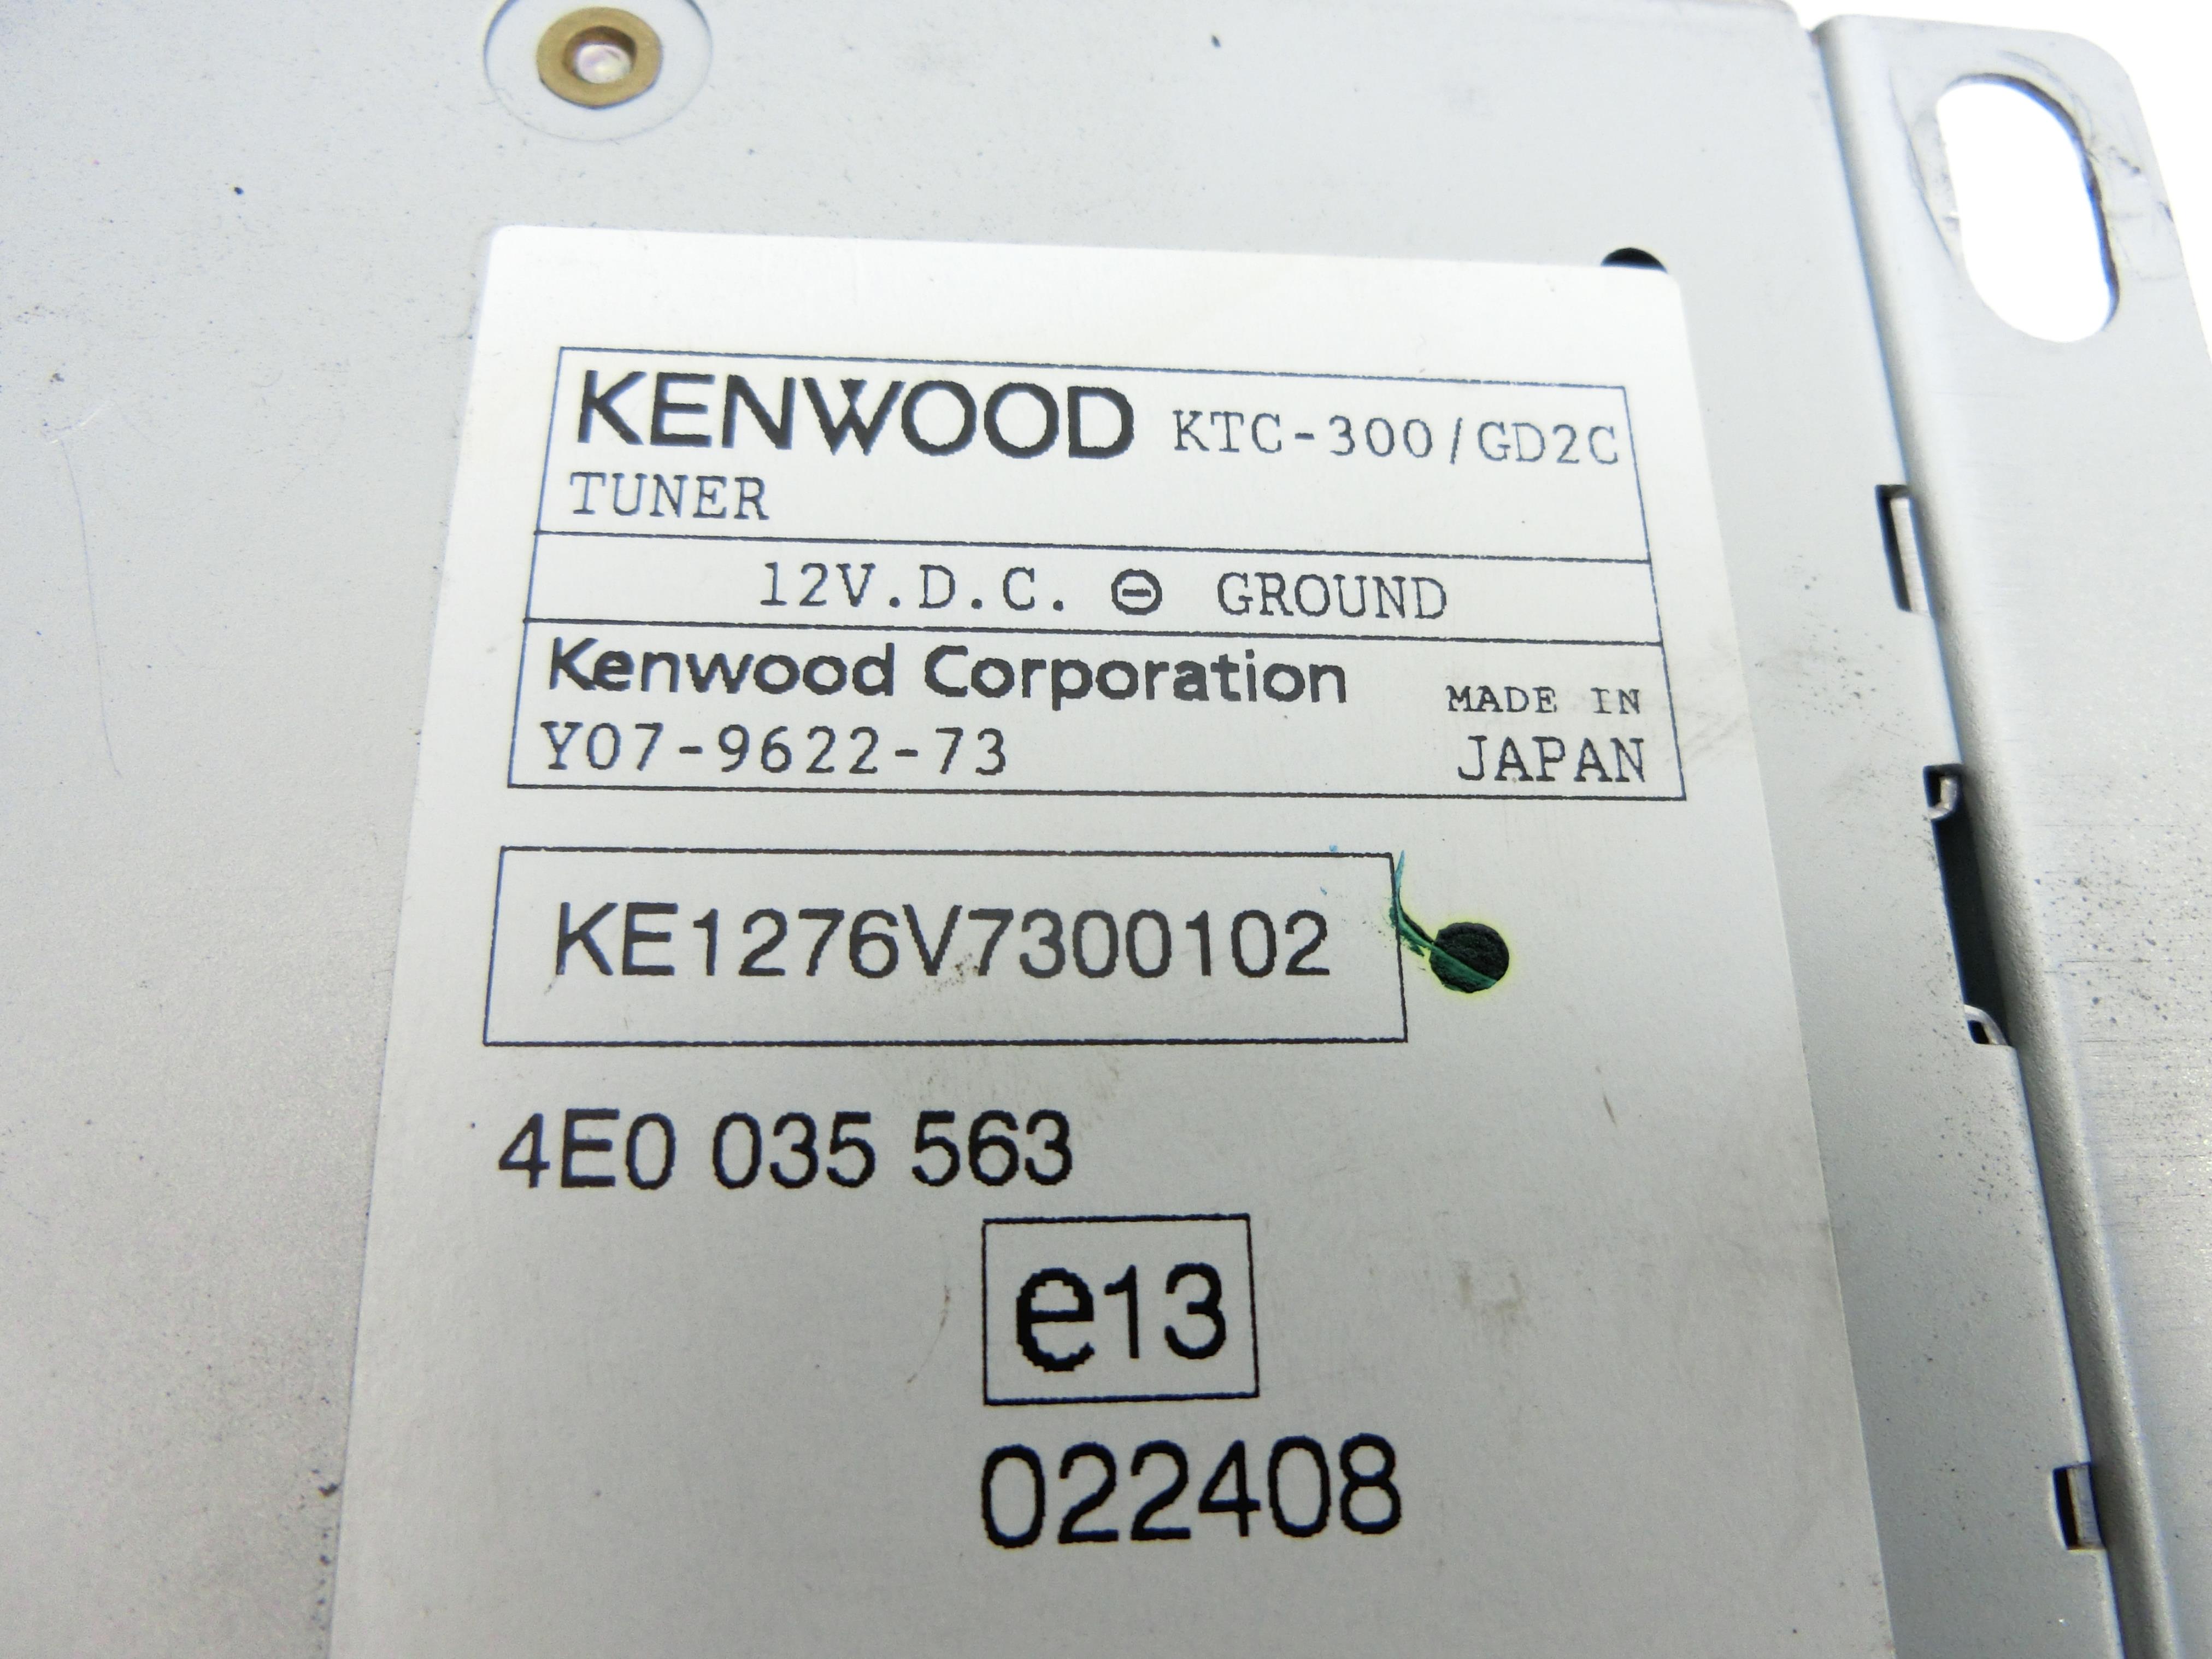 KENWOOD KTC-300/GD2C
TUNER
12V.D.C. ⊖ GROUND
Kenwood Corporation
MADE IN
Y07-9622-73
JAPAN
KE1276V7300102
4E0 035 563
e13
022408